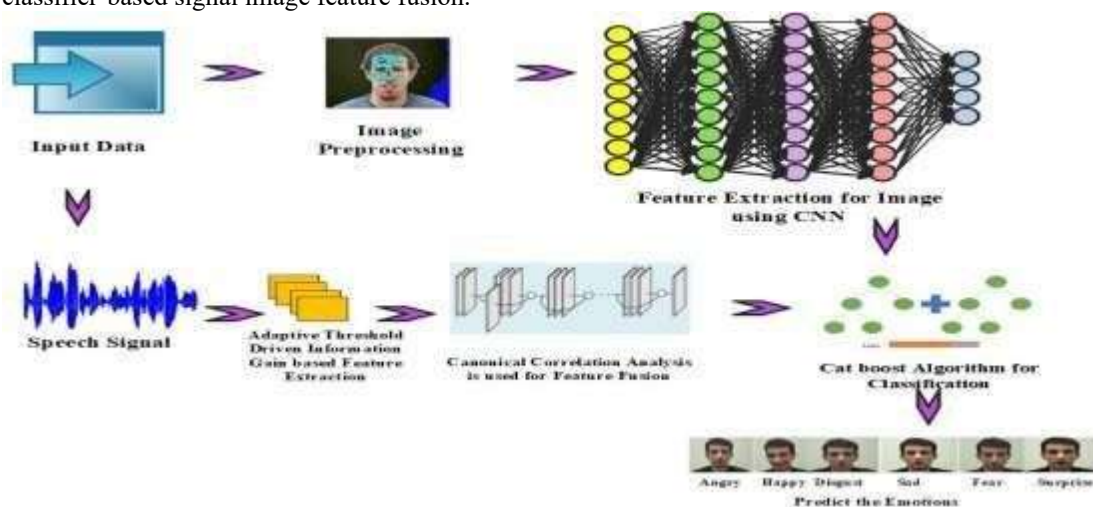 classifier-based signal image feature fusion.
Input Data
Image
Preprocessing
Feature Extraction for Image
using CNN
Speech Signal
Adaptive Threshold
Driven Information
Gain based Feature
Extraction
Canonical Correlation Analysis
is used for Feature Fusion
Cat boost Algorithm for
Classification
Angry Happy Disgust Sad Fear Surprise
Predict the Emotions